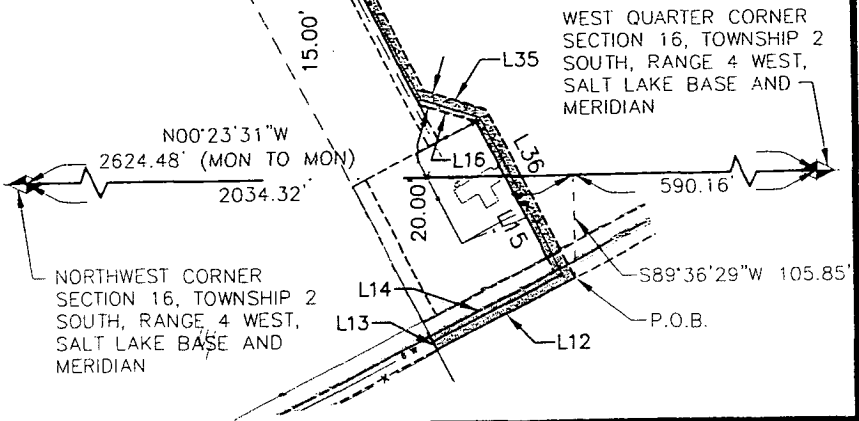 WEST QUARTER CORNER
SECTION 16, TOWNSHIP 2
SOUTH, RANGE 4 WEST,
SALT LAKE BASE AND
MERIDIAN
15.00'
L35
N00°23'31"W
2624.48' (MON TO MON)
2034.32'
L16
L36
590.16'
20.00'
L15
NORTHWEST CORNER
SECTION 16, TOWNSHIP 2
SOUTH, RANGE 4 WEST,
SALT LAKE BASE AND
MERIDIAN
L14
L13
S89°36'29"W 105.85'
P.O.B.
L12